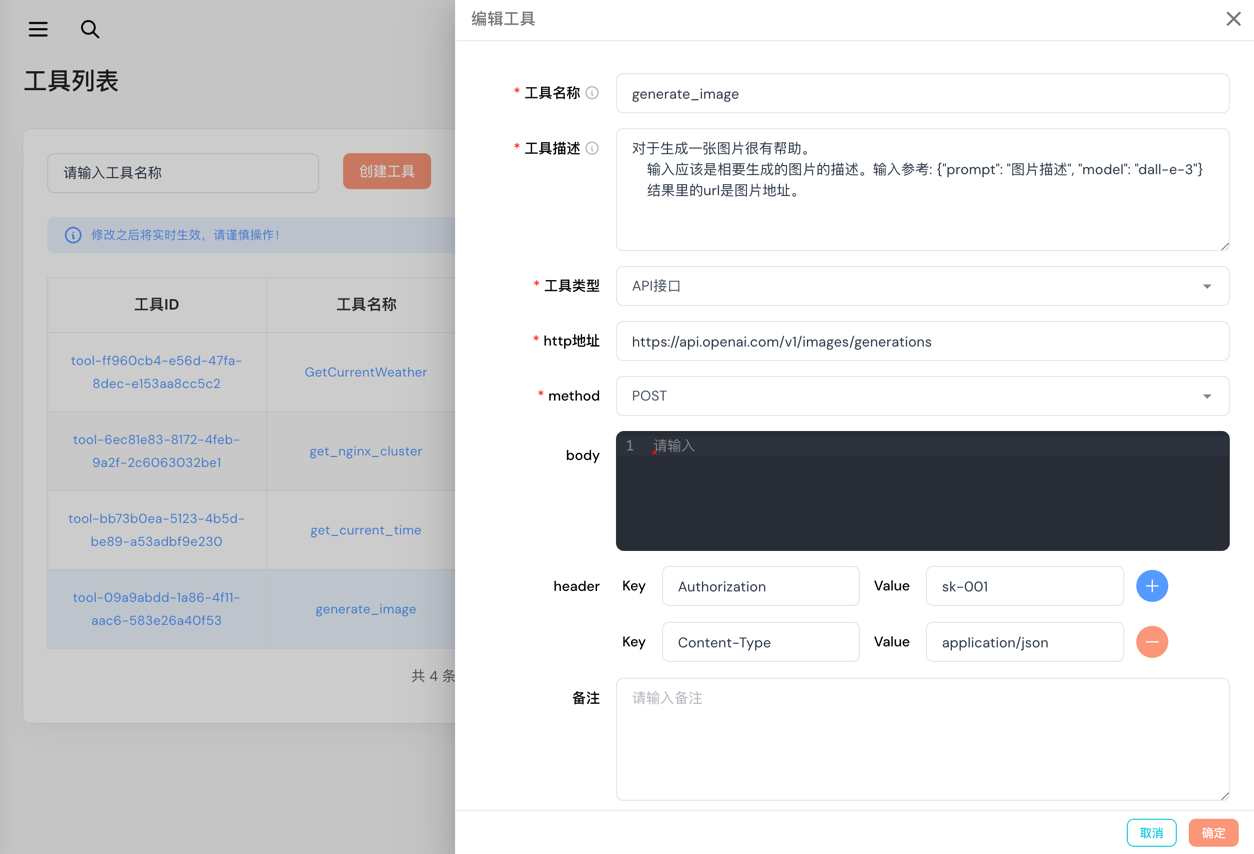 工具列表
请输入工具名称
创建工具
修改之后将实时生效，请谨慎操作！
工具ID 工具名称
tool-ff960cb4-e56d-47fa-
8dec-e153aa8cc5c2
GetCurrentWeather
tool-6ec81e83-8172-4feb-
9a2f-2c6063032be1
get_nginx_cluster
tool-bb73b0ea-5123-4b5d-
be89-a53adbf9e230
get_current_time
tool-09a9abdd-1a86-4f11-
aac6-583e26a40f53
generate_image
共 4 条
编辑工具
* 工具名称 generate_image
* 工具描述 对于生成一张图片很有帮助。
输入应该是相要生成的图片的描述。输入参考: {"prompt": "图片描述", "model": "dall-e-3"}
结果里的url是图片地址。
* 工具类型 API接口
* http地址 https://api.openai.com/v1/images/generations
* method POST
body 1 请输入
header Key Authorization Value sk-001
Key Content-Type Value application/json
备注 请输入备注
取消 确定